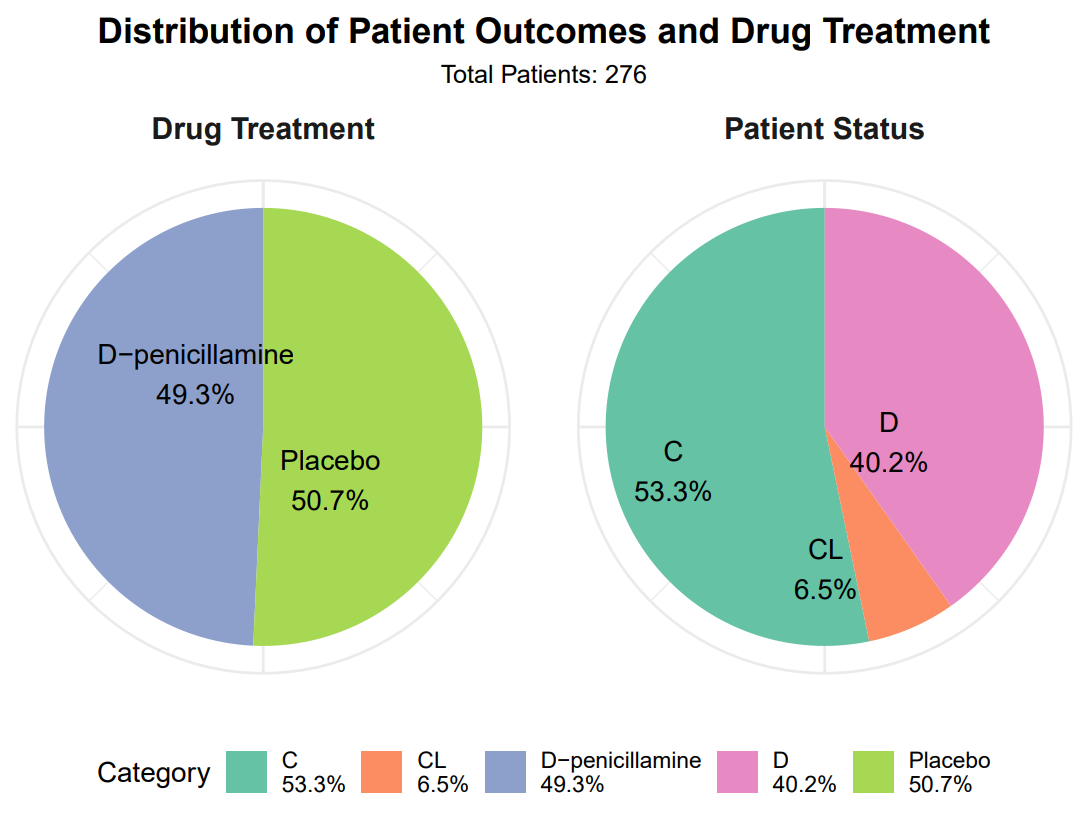 Distribution of Patient Outcomes and Drug Treatment
Total Patients: 276
Drug Treatment
Patient Status
D−penicillamine
49.3%
Placebo
50.7%
C
53.3%
D
40.2%
CL
6.5%
Category
C
53.3%
CL
6.5%
D−penicillamine
49.3%
D
40.2%
Placebo
50.7%